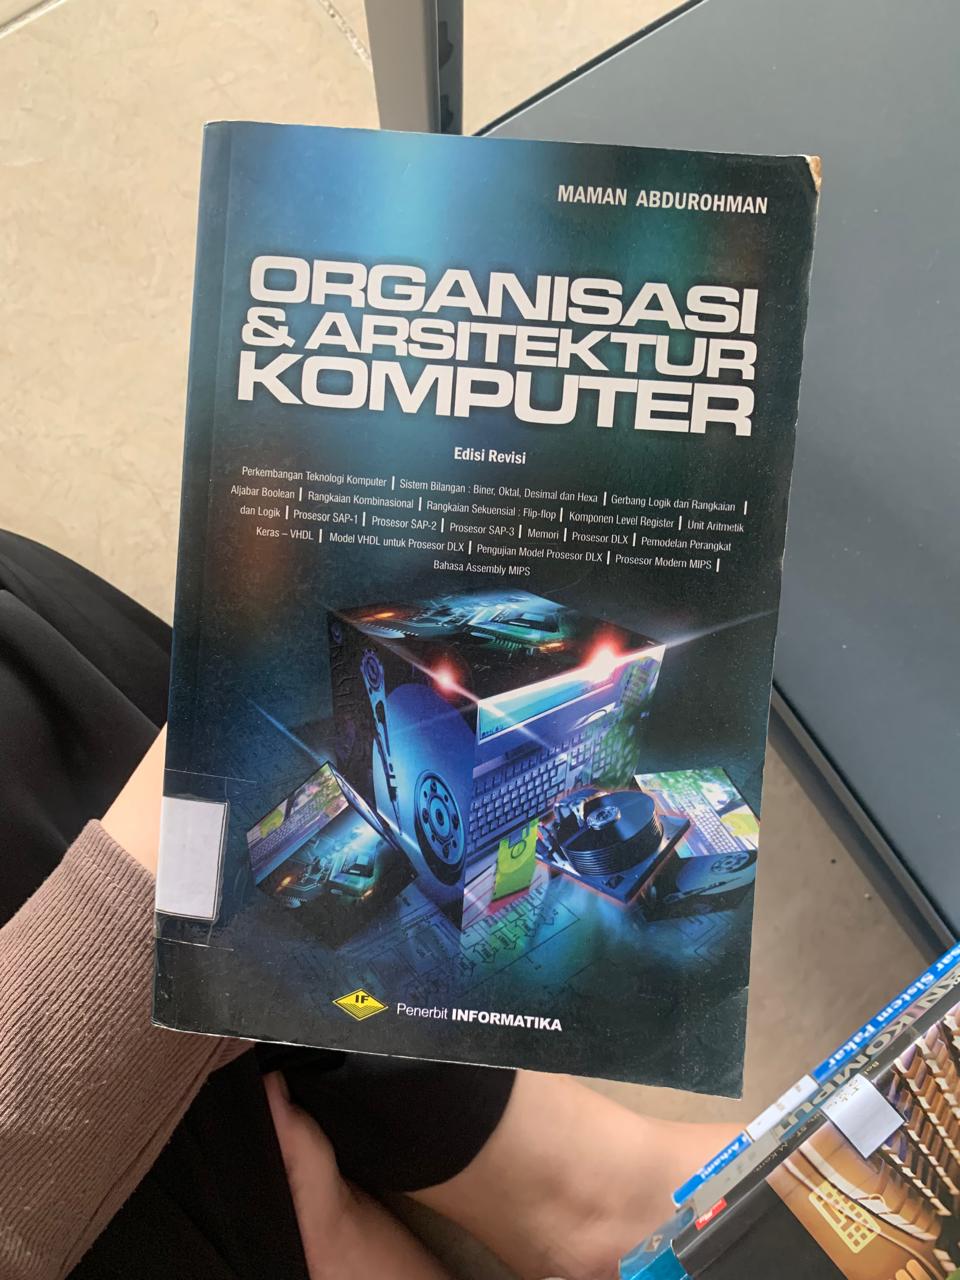 MAMAN ABDUROHMAN
ORGANISASI
& ARSITEKTUR
KOMPUTER
Edisi Revisi
Perkembangan Teknologi Komputer | Sistem Bilangan : Biner, Oktal, Desimal dan Hexa | Gerbang Logik dan Rangkaian |
Aljabar Boolean | Rangkaian Kombinasional | Rangkaian Sekuensial : Flip-flop | Komponen Level Register | Unit Aritmetik
dan Logik | Prosesor SAP-1 | Prosesor SAP-2 | Prosesor SAP-3 | Memori | Prosesor DLX | Pemodelan Perangkat
Keras – VHDL | Model VHDL untuk Prosesor DLX | Pengujian Model Prosesor DLX | Prosesor Modern MIPS |
Bahasa Assembly MIPS
IF Penerbit INFORMATIKA
Sistem Pakar
Arhami